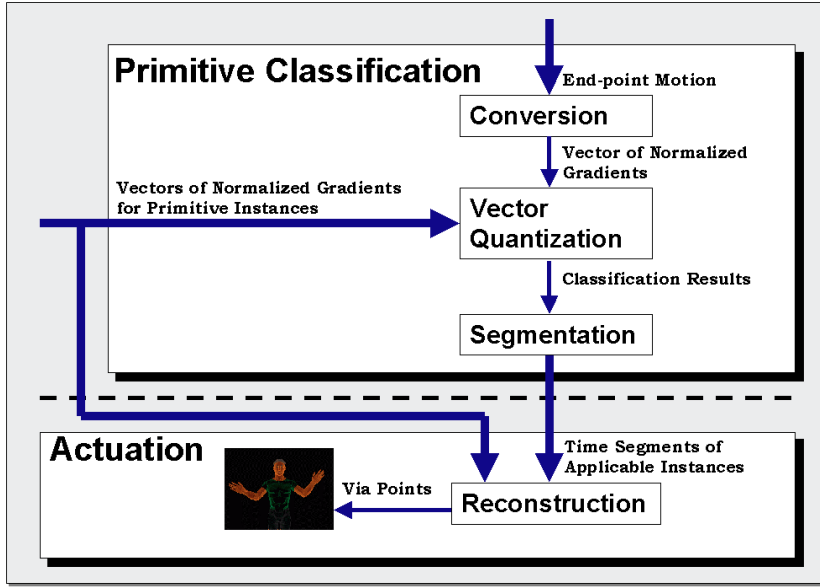 Primitive Classification
End-point Motion
Conversion
Vector of Normalized
Gradients
Vectors of Normalized Gradients
for Primitive Instances
Vector
Quantization
Classification Results
Segmentation
Actuation
Time Segments of
Applicable Instances
Via Points
Reconstruction